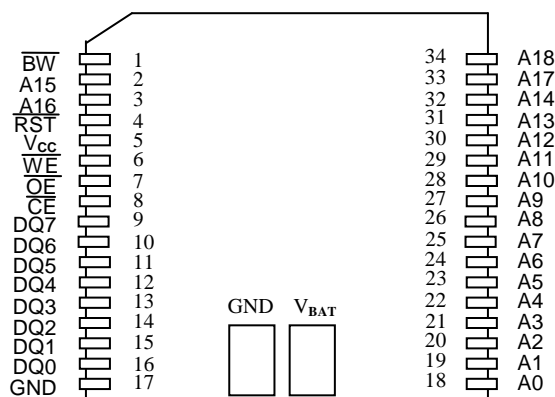 BW 1 34 A18
A15 2 33 A17
A16 3 32 A14
RST 4 31 A13
Vcc 5 30 A12
WE 6 29 A11
OE 7 28 A10
CE 8 27 A9
DQ7 9 26 A8
DQ6 10 25 A7
DQ5 11 24 A6
DQ4 12 23 A5
DQ3 13 22 A4
DQ2 14 21 A3
DQ1 15 20 A2
DQ0 16 19 A1
GND 17 18 A0
GND VBAT